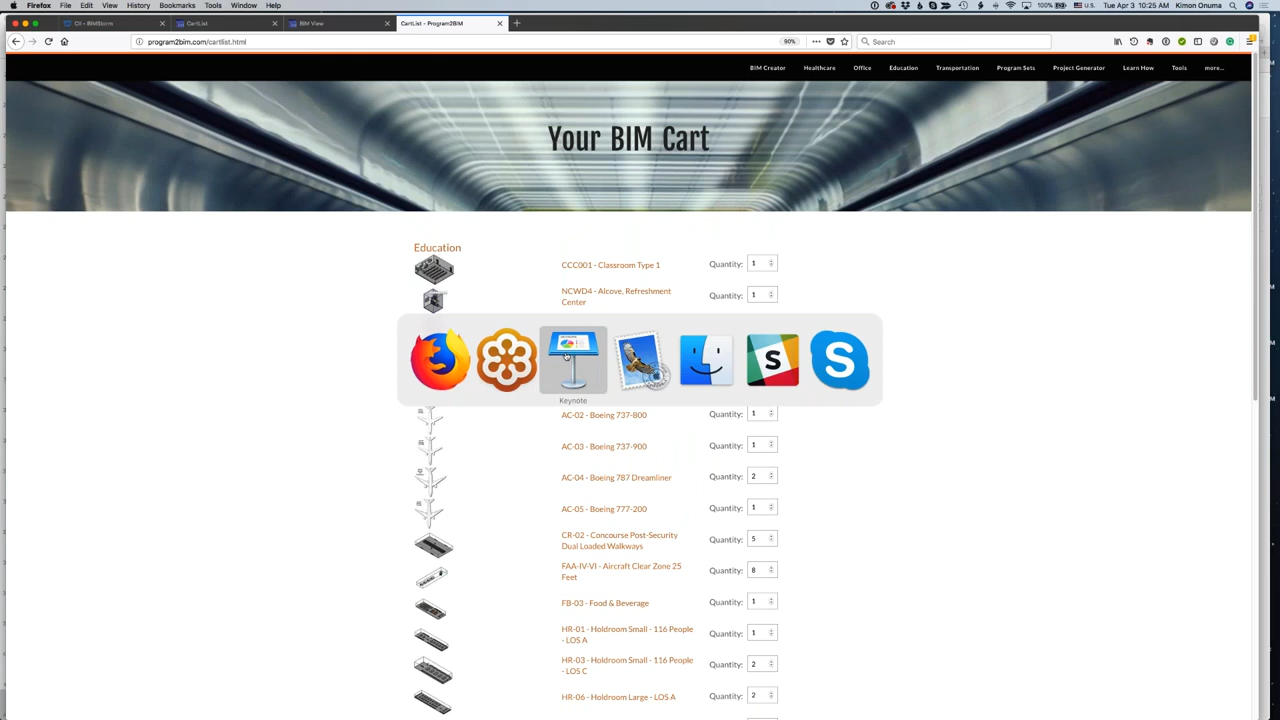 Firefox File Edit View History Bookmarks Tools Window Help
100% U.S. Tue Apr 3 10:25 AM Kimon Onuma
CII - BIMStorm CartList BIM View CartList - Program2BIM
program2bim.com/cartlist.html 90% Search
BIM Creator Healthcare Office Education Transportation Program Sets Project Generator Learn How Tools more...
Your BIM Cart
Education
CCC001 - Classroom Type 1 Quantity: 1
NCWD4 - Alcove, Refreshment
Center
Quantity: 1
Keynote
AC-02 - Boeing 737-800 Quantity: 1
AC-03 - Boeing 737-900 Quantity: 1
AC-04 - Boeing 787 Dreamliner Quantity: 2
AC-05 - Boeing 777-200 Quantity: 1
CR-02 - Concourse Post-Security
Dual Loaded Walkways
Quantity: 5
FAA-IV-VI - Aircraft Clear Zone 25
Feet
Quantity: 8
FB-03 - Food & Beverage Quantity: 1
HR-01 - Holdroom Small - 116 People
- LOS A
Quantity: 1
HR-03 - Holdroom Small - 116 People
- LOS C
Quantity: 2
HR-06 - Holdroom Large - LOS A Quantity: 2